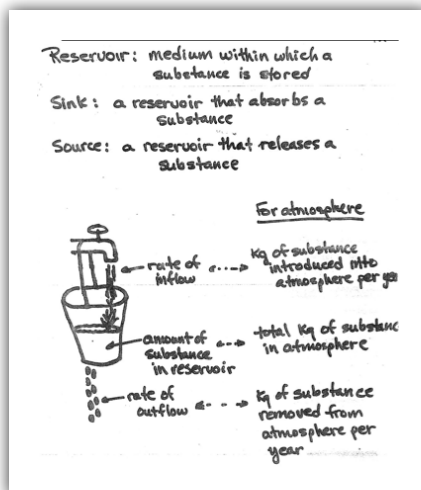 Reservoir: medium within which a
substance is stored
Sink: a reservoir that absorbs a
substance
Source: a reservoir that releases a
substance
For atmosphere
rate of
inflow
kg of substance
introduced into
atmosphere per ye
amount of
substance
in reservoir
total kg of substanc
in atmosphere
rate of
outflow
kg of substance
removed from
atmosphere per
year